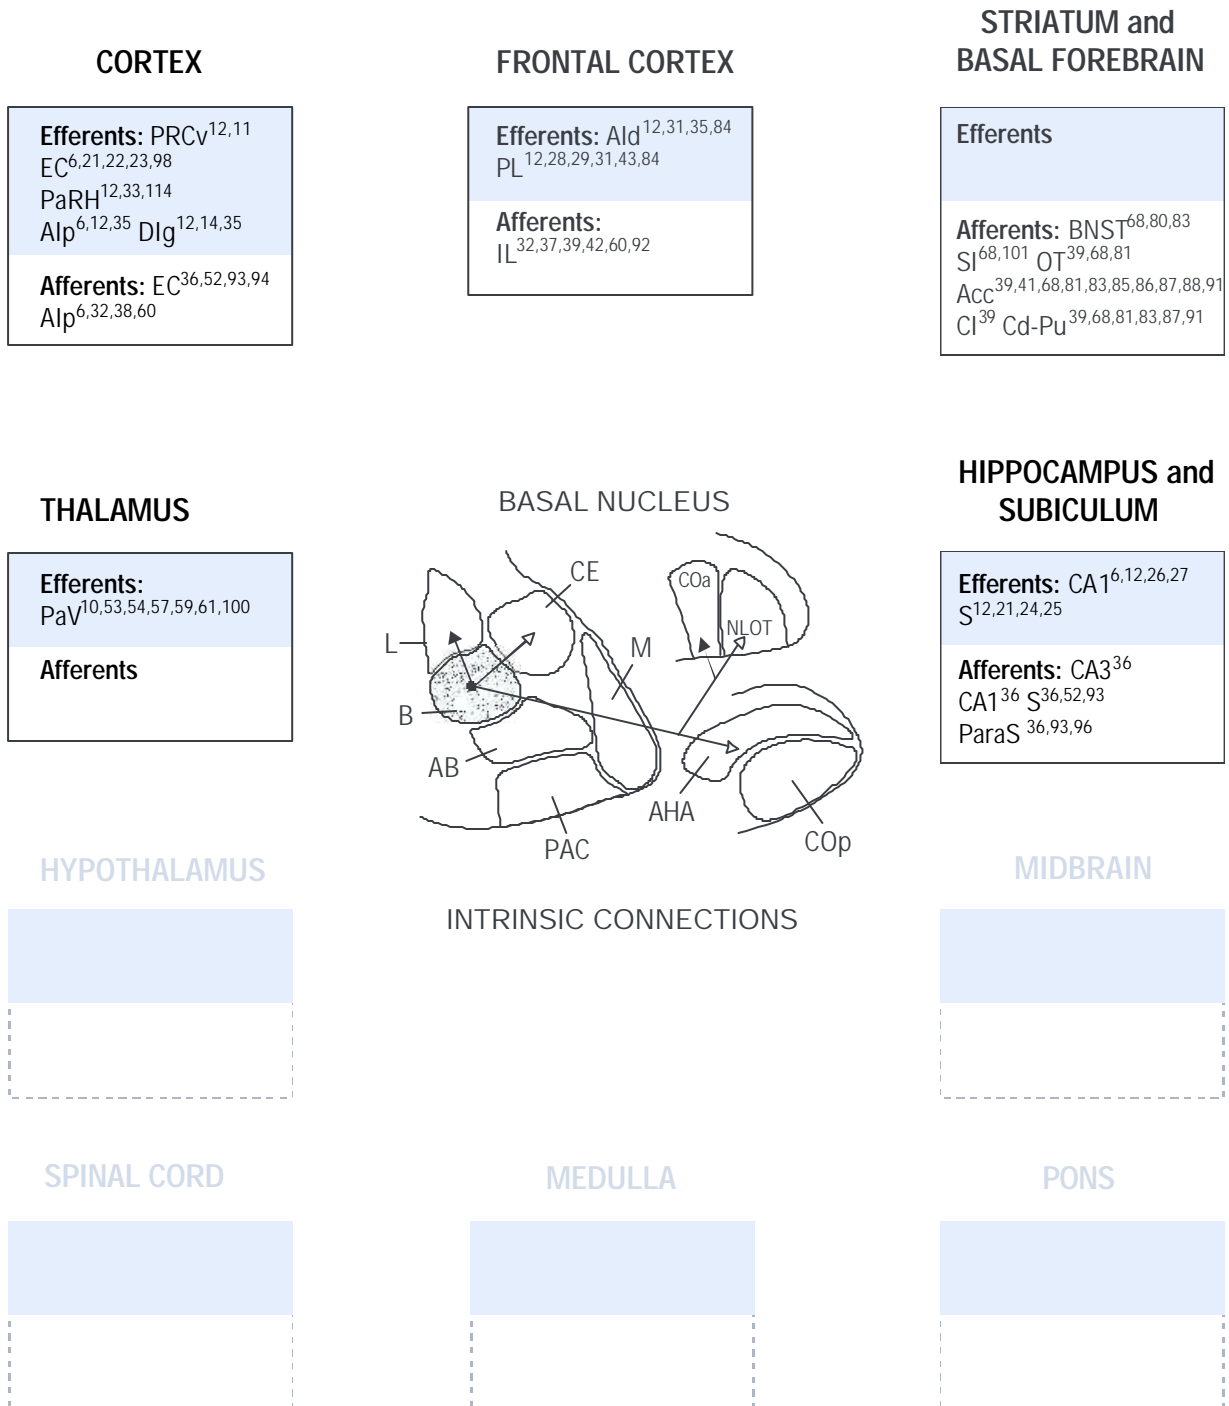 CORTEX
Efferents: PRCv12,11
EC6,21,22,23,98
PaRH12,33,114
AIp6,12,35 DIg12,14,35
Afferents: EC36,52,93,94
AIp6,32,38,60
FRONTAL CORTEX
Efferents: AId12,31,35,84
PL12,28,29,31,43,84
Afferents:
IL32,37,39,42,60,92
STRIATUM and
BASAL FOREBRAIN
Efferents
Afferents: BNST68,80,83
SI68,101 OT39,68,81
Acc39,41,68,81,83,85,86,87,88,91
Cl39 Cd-Pu39,68,81,83,87,91
THALAMUS
Efferents:
PaV10,53,54,57,59,61,100
Afferents
BASAL NUCLEUS
CE
COa
NLOT
L
M
B
AB
AHA
PAC
COp
INTRINSIC CONNECTIONS
HIPPOCAMPUS and
SUBICULUM
Efferents: CA16,12,26,27
S12,21,24,25
Afferents: CA336
CA136 S36,52,93
ParaS 36,93,96
HYPOTHALAMUS
MIDBRAIN
SPINAL CORD
MEDULLA
PONS